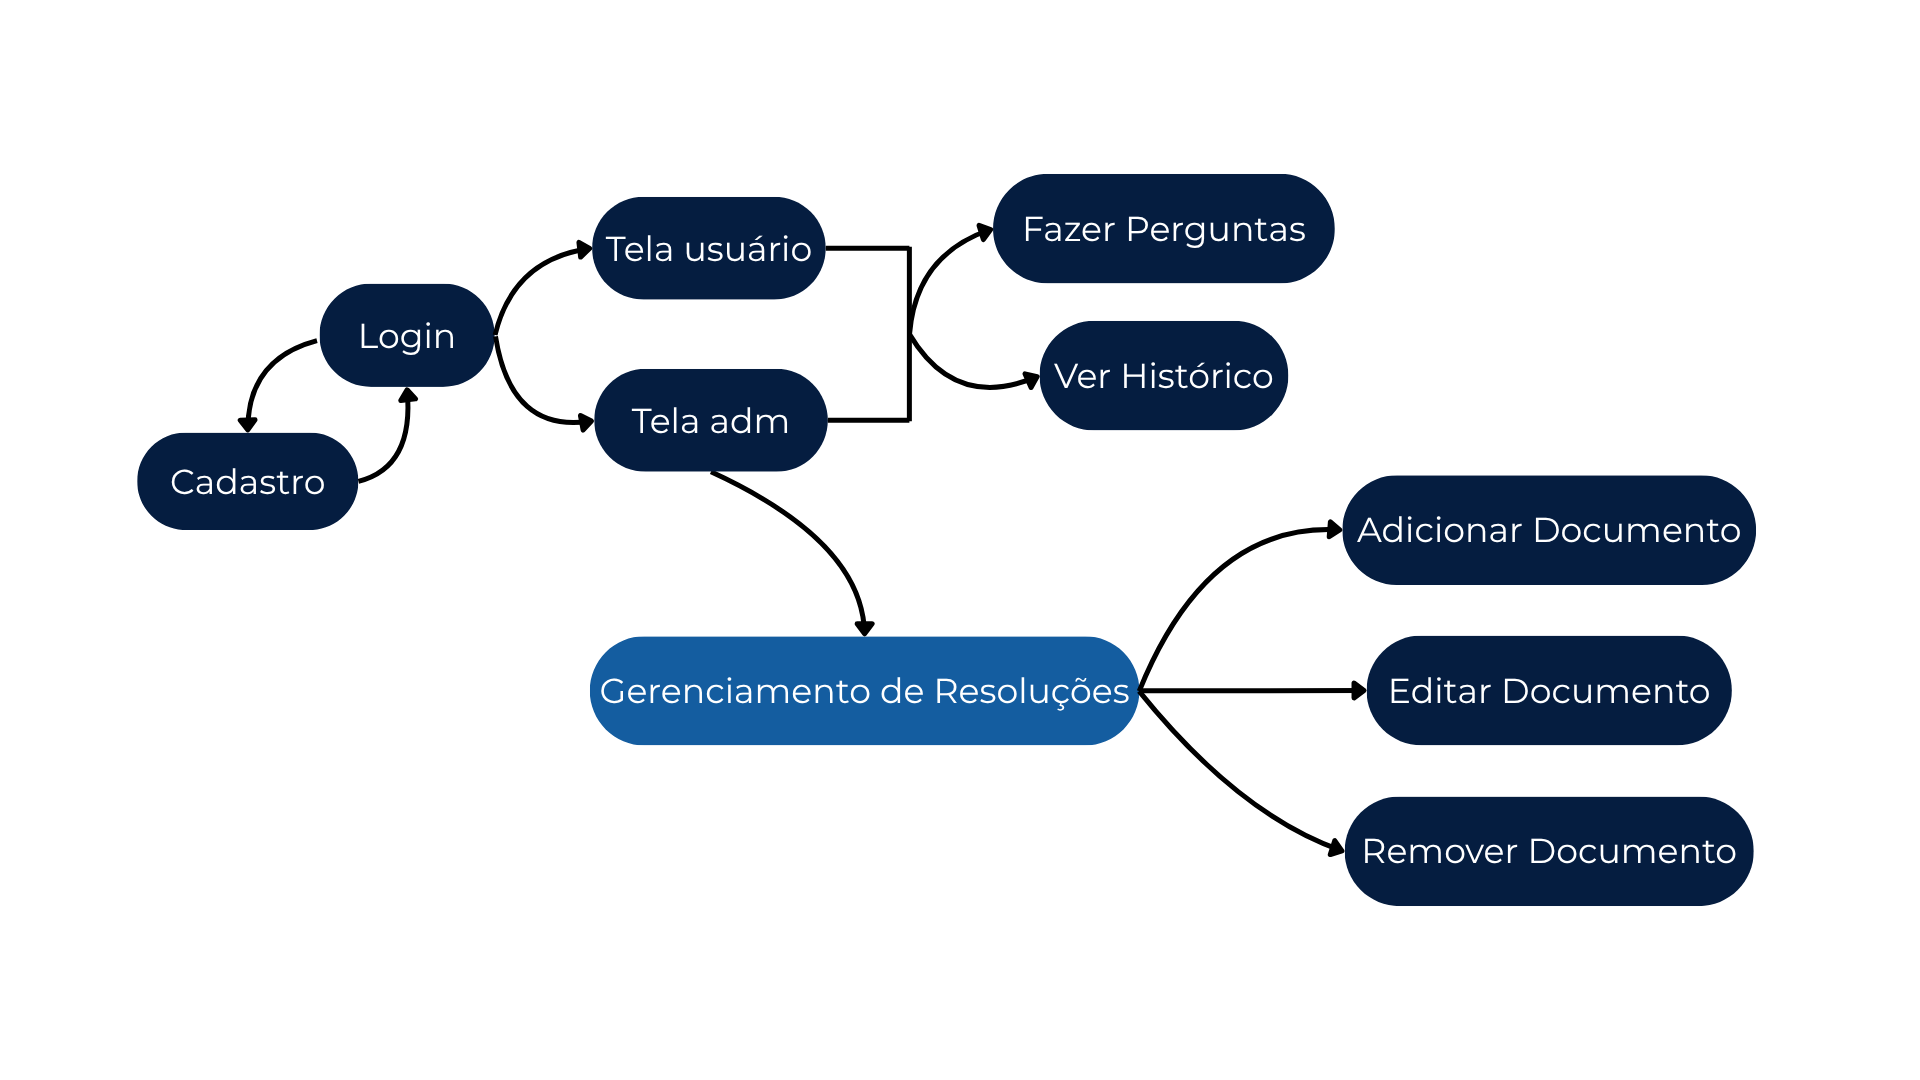 Login
Cadastro
Tela usuário
Tela adm
Fazer Perguntas
Ver Histórico
Gerenciamento de Resoluções
Adicionar Documento
Editar Documento
Remover Documento